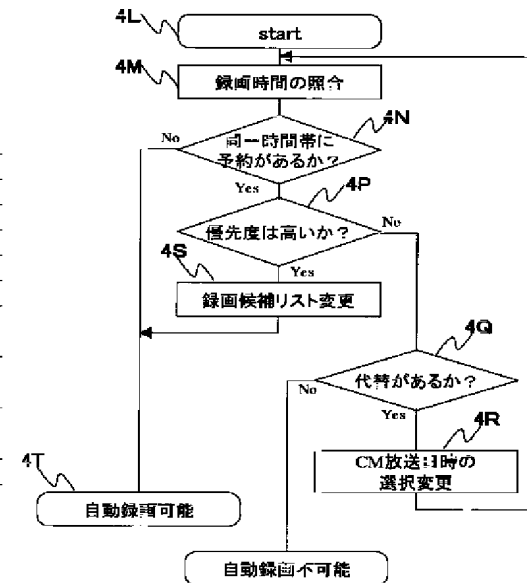 4L
start
4M
録画時間の照合
4N
No
同一時間帯に
予約があるか？
Yes
4P
優先度は高いか？
No
4S
Yes
録画候補リスト変更
4Q
代替があるか？
No
Yes
4R
CM放送日時の
選択変更
4T
自動録画可能
自動録画不可能